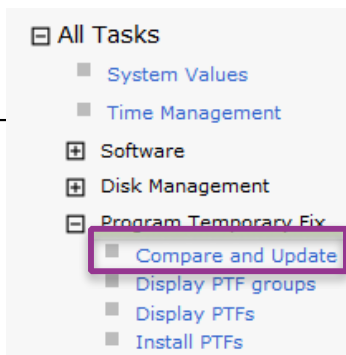 All Tasks
System Values
Time Management
Software
Disk Management
Program Temporary Fix
Compare and Update
Display PTF groups
Display PTFs
Install PTFs